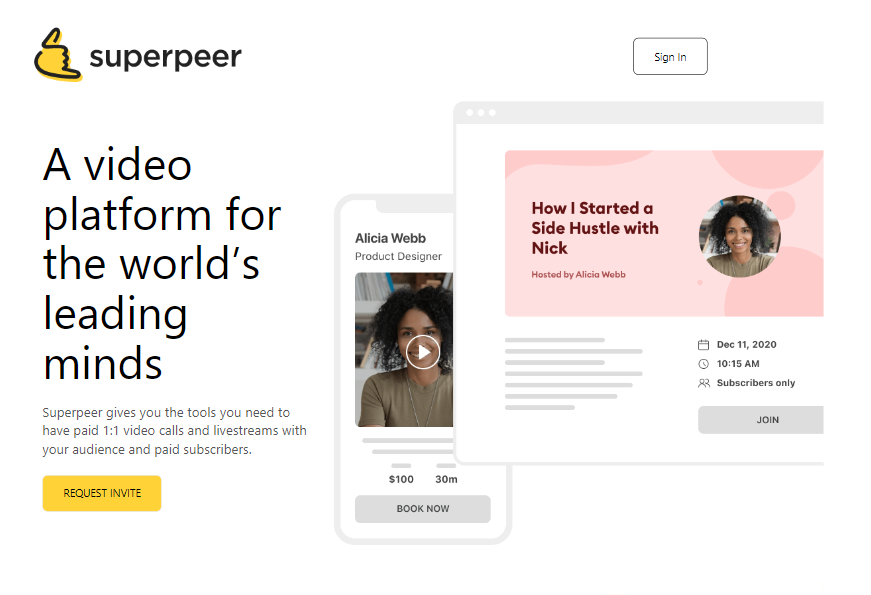 superpeer
Sign In
A video
platform for
the world’s
leading
minds
Superpeer gives you the tools you need to
have paid 1:1 video calls and livestreams with
your audience and paid subscribers.
REQUEST INVITE
Alicia Webb
Product Designer
$100 30m
BOOK NOW
How I Started a
Side Hustle with
Nick
Hosted by Alicia Webb
Dec 11, 2020
10:15 AM
Subscribers only
JOIN